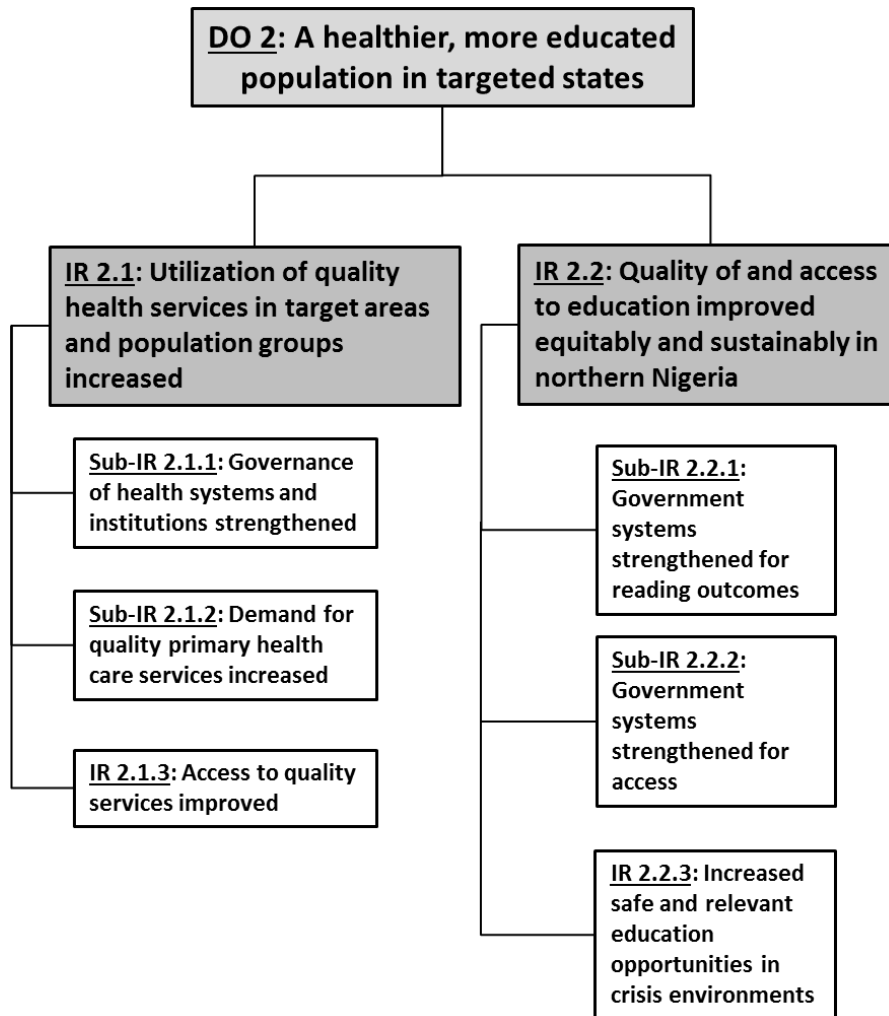 DO 2: A healthier, more educated
population in targeted states
IR 2.1: Utilization of quality
health services in target areas
and population groups
increased
Sub-IR 2.1.1: Governance
of health systems and
institutions strengthened
Sub-IR 2.1.2: Demand for
quality primary health
care services increased
IR 2.1.3: Access to quality
services improved
IR 2.2: Quality of and access
to education improved
equitably and sustainably in
northern Nigeria
Sub-IR 2.2.1:
Government
systems
strengthened for
reading outcomes
Sub-IR 2.2.2:
Government
systems
strengthened for
access
IR 2.2.3: Increased
safe and relevant
education
opportunities in
crisis environments